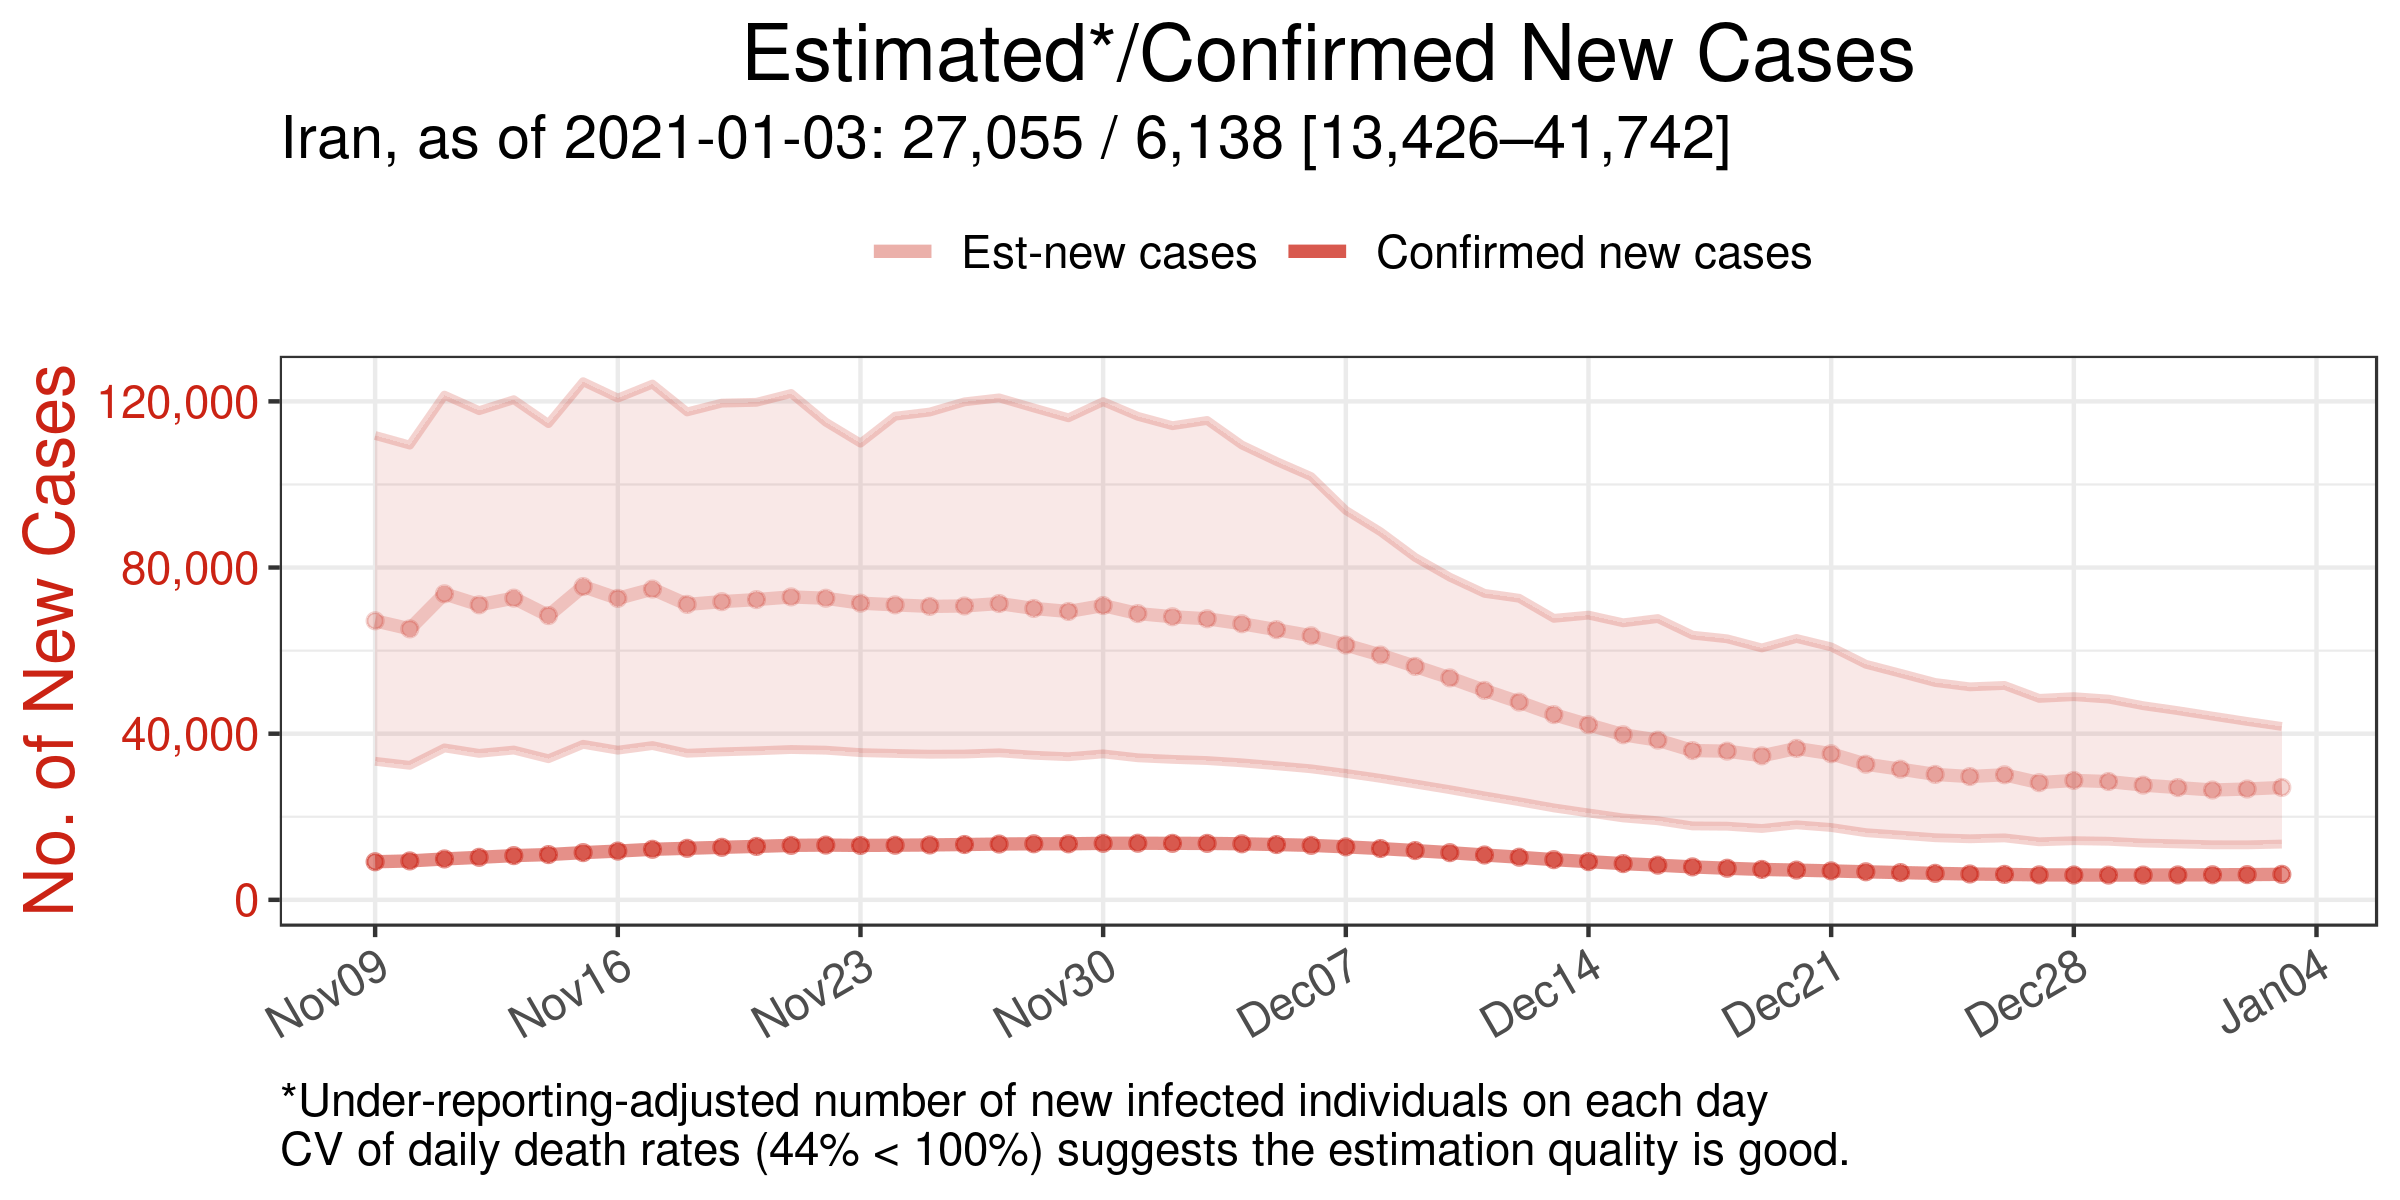 Estimated*/Confirmed New Cases
Iran, as of 2021-01-03: 27,055 / 6,138 [13,426–41,742]
Est-new cases
Confirmed new cases
No. of New Cases
120,000
80,000
40,000
0
Nov09
Nov16
Nov23
Nov30
Dec07
Dec14
Dec21
Dec28
Jan04
*Under-reporting-adjusted number of new infected individuals on each day
CV of daily death rates (44% < 100%) suggests the estimation quality is good.